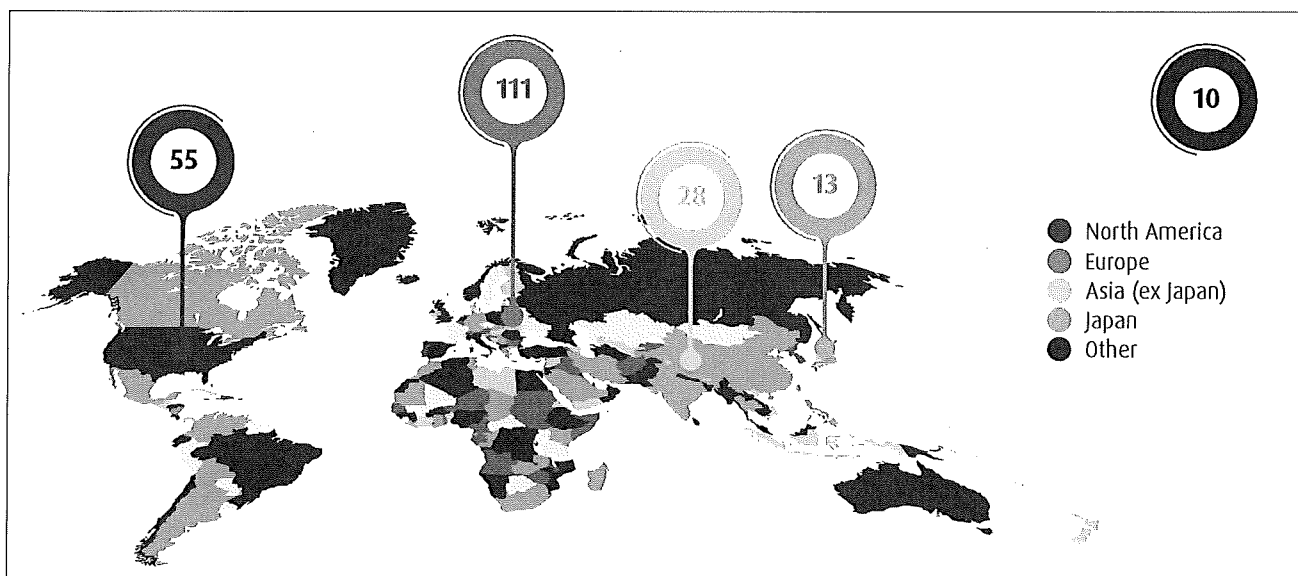 111
10
55
28
13
North America
Europe
Asia (ex Japan)
Japan
Other